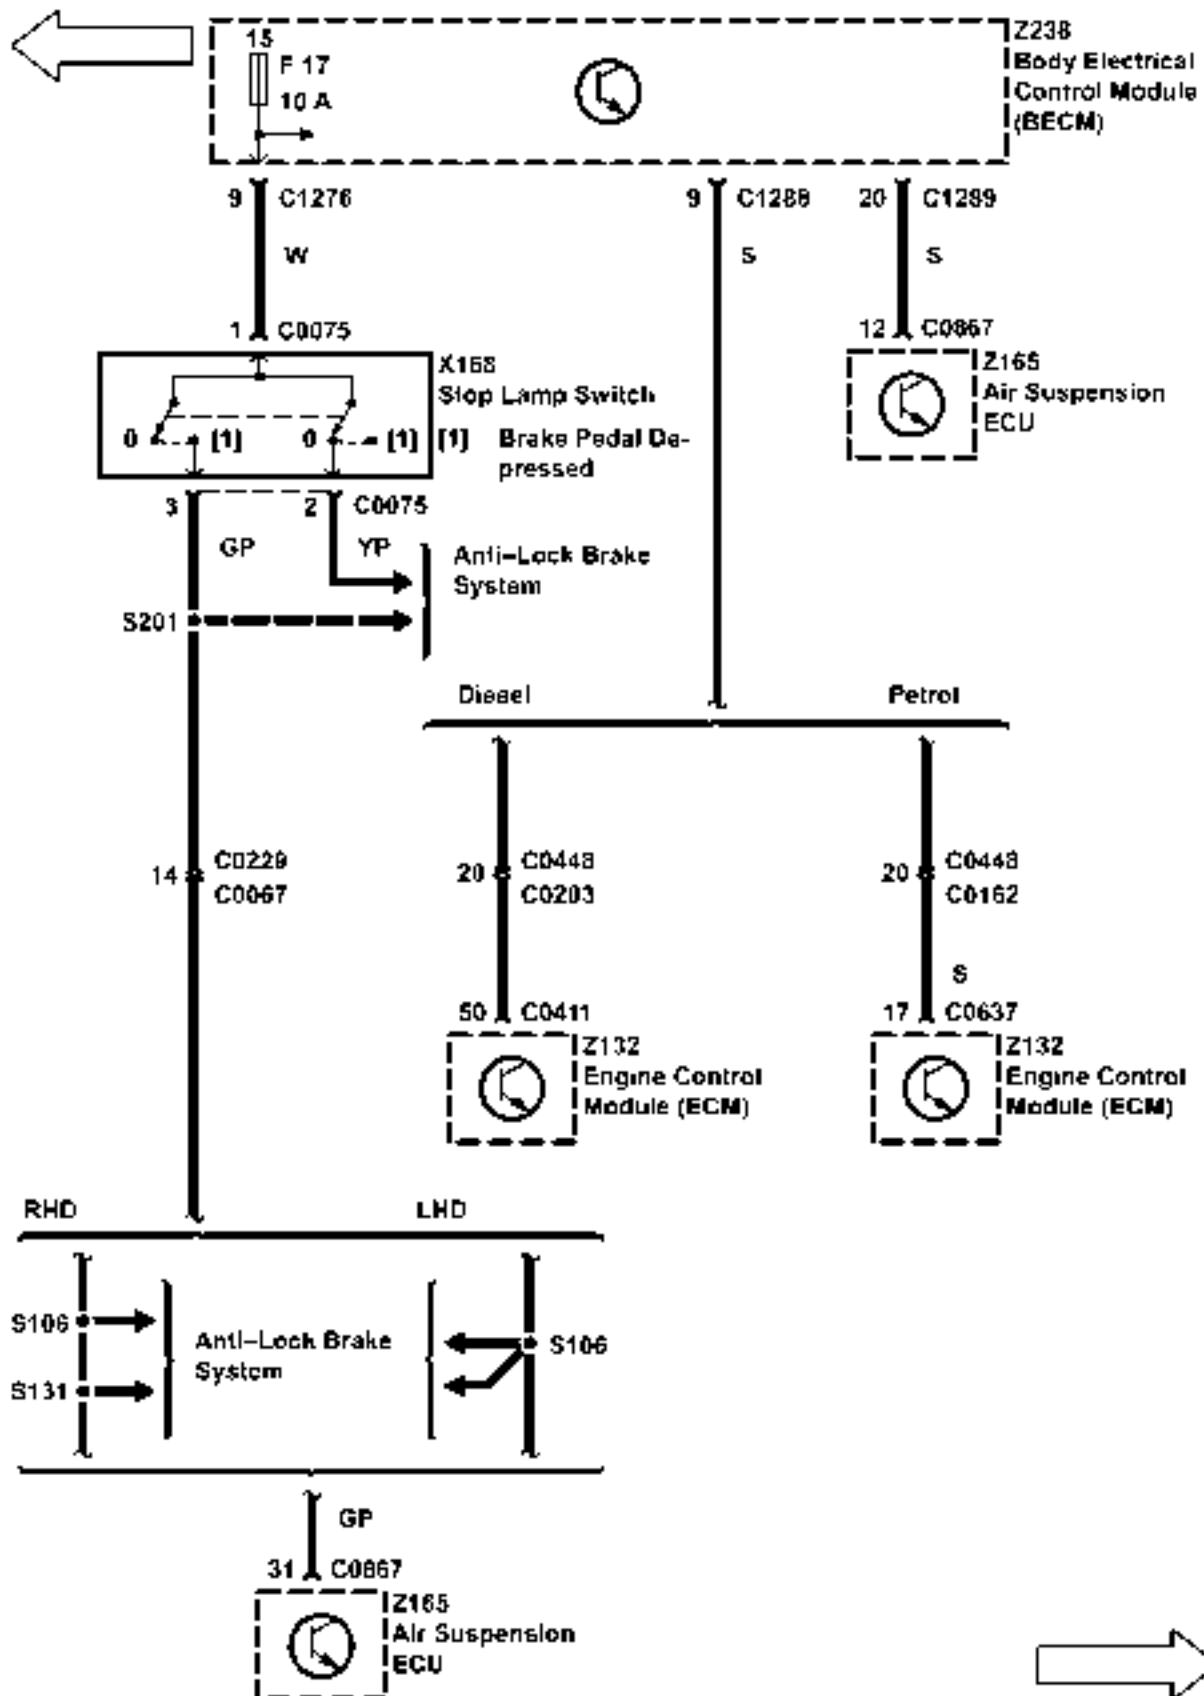 15
F 17
10 A
Z238
Body Electrical
Control Module
(BECM)
9 C1276
9 C1288
20 C1289
W
S
S
1 C0075
12 C0867
X168
Stop Lamp Switch
Z165
Air Suspension
ECU
0 [1] 0 [1] [1] Brake Pedal De-
pressed
3 2 C0075
GP YP
Anti-Lock Brake
System
S201
Diesel
Petrol
14 C0229
C0067
20 C0448
C0203
20 C0448
C0162
S
50 C0411
17 C0637
Z132
Engine Control
Module (ECM)
Z132
Engine Control
Module (ECM)
RHD
LHD
S106
Anti-Lock Brake
System
S106
S131
GP
31 C0867
Z165
Air Suspension
ECU